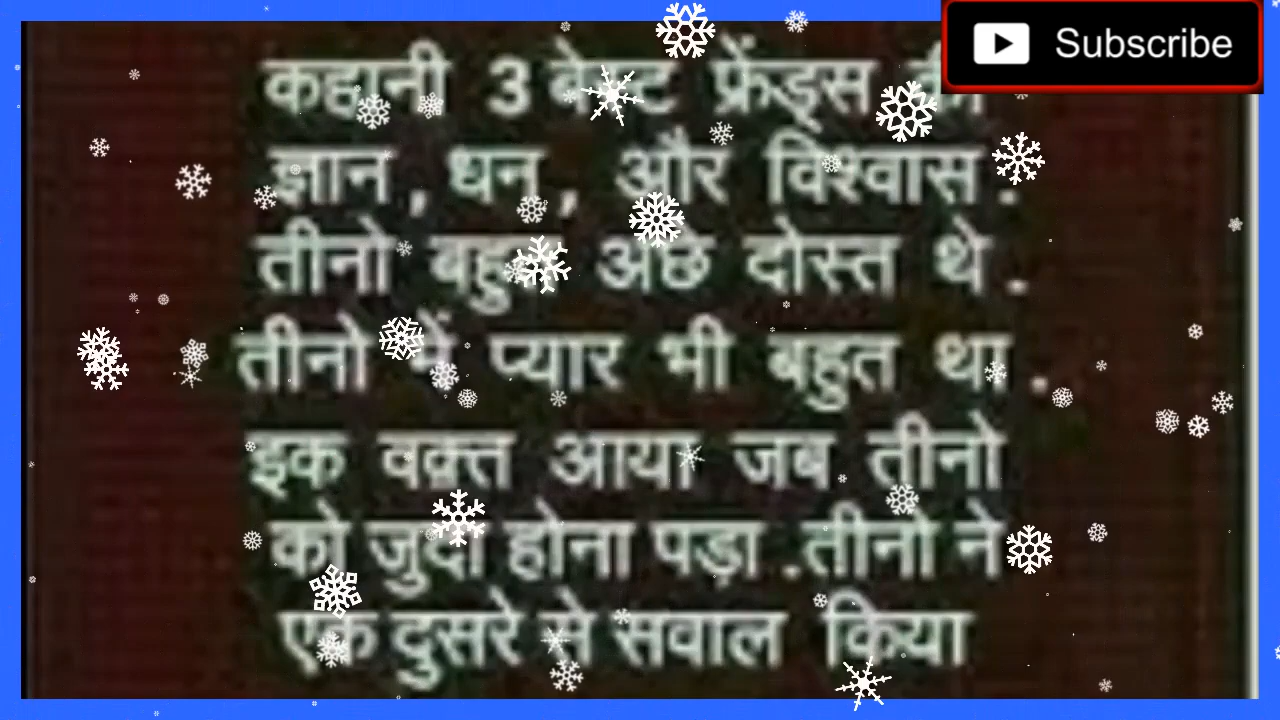 Subscribe
कहानी 3 बेस्ट फ्रेंड्स की
ज्ञान , धन , और विश्वास .
तीनो बहुत अछे दोस्त थे .
तीनो में प्यार भी बहुत था .
इक वक़्त आया जब तीनो
को जुदा होना पड़ा .तीनो ने
एक दुसरे से सवाल किया